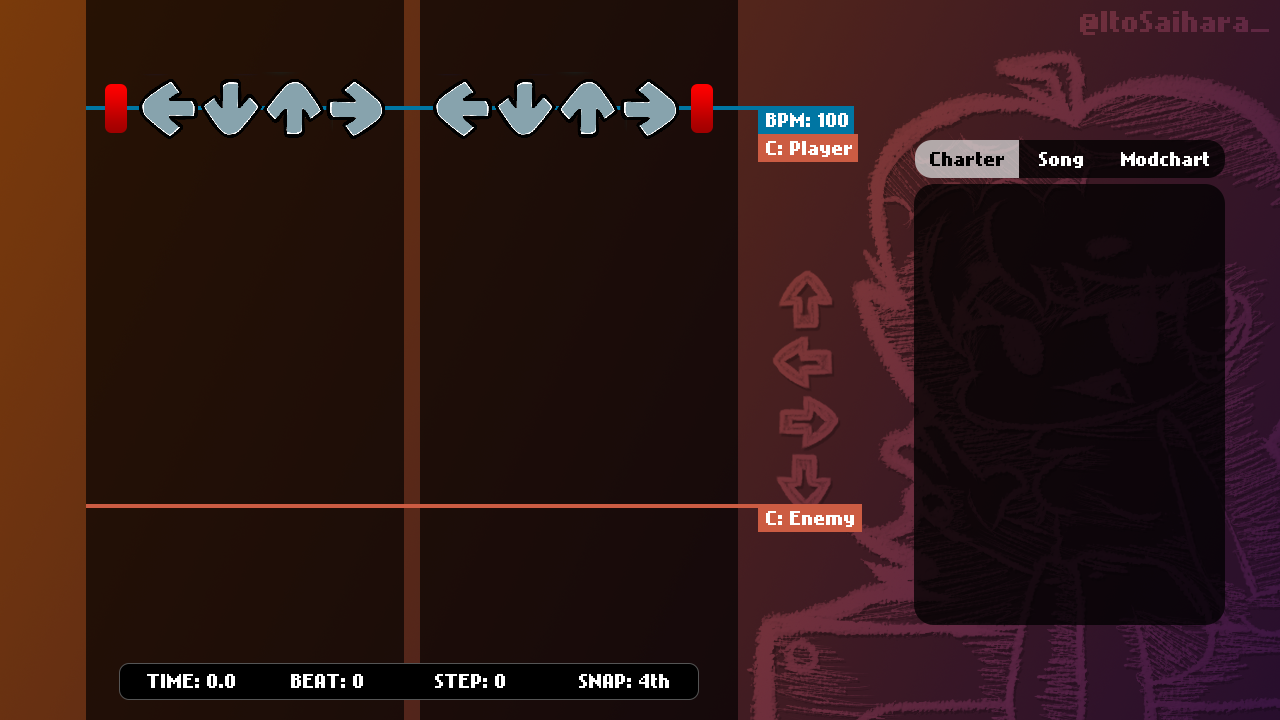 @ItoSaihara_
BPM: 100
C: Player
Charter Song Modchart
C: Enemy
TIME: 0.0 BEAT: 0 STEP: 0 SNAP: 4th